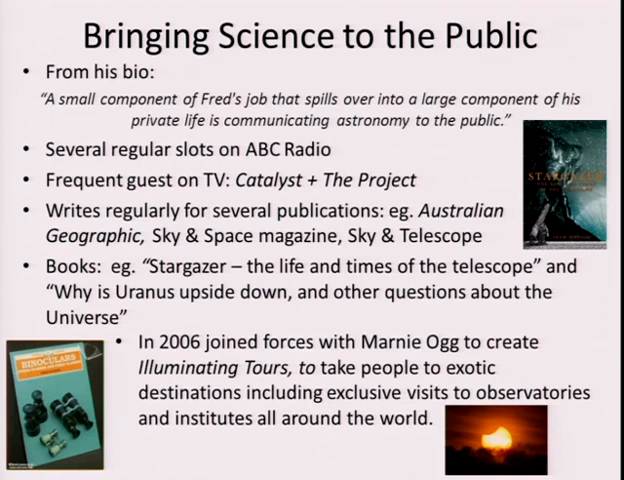 Bringing Science to the Public
• From his bio:
“A small component of Fred's job that spills over into a large component of his
private life is communicating astronomy to the public.”
• Several regular slots on ABC Radio
• Frequent guest on TV: Catalyst + The Project
• Writes regularly for several publications: eg. Australian
Geographic, Sky & Space magazine, Sky & Telescope
• Books: eg. “Stargazer – the life and times of the telescope” and
“Why is Uranus upside down, and other questions about the
Universe”
• In 2006 joined forces with Marnie Ogg to create
Illuminating Tours, to take people to exotic
destinations including exclusive visits to observatories
and institutes all around the world.
STARGAZER
BINOCULARS